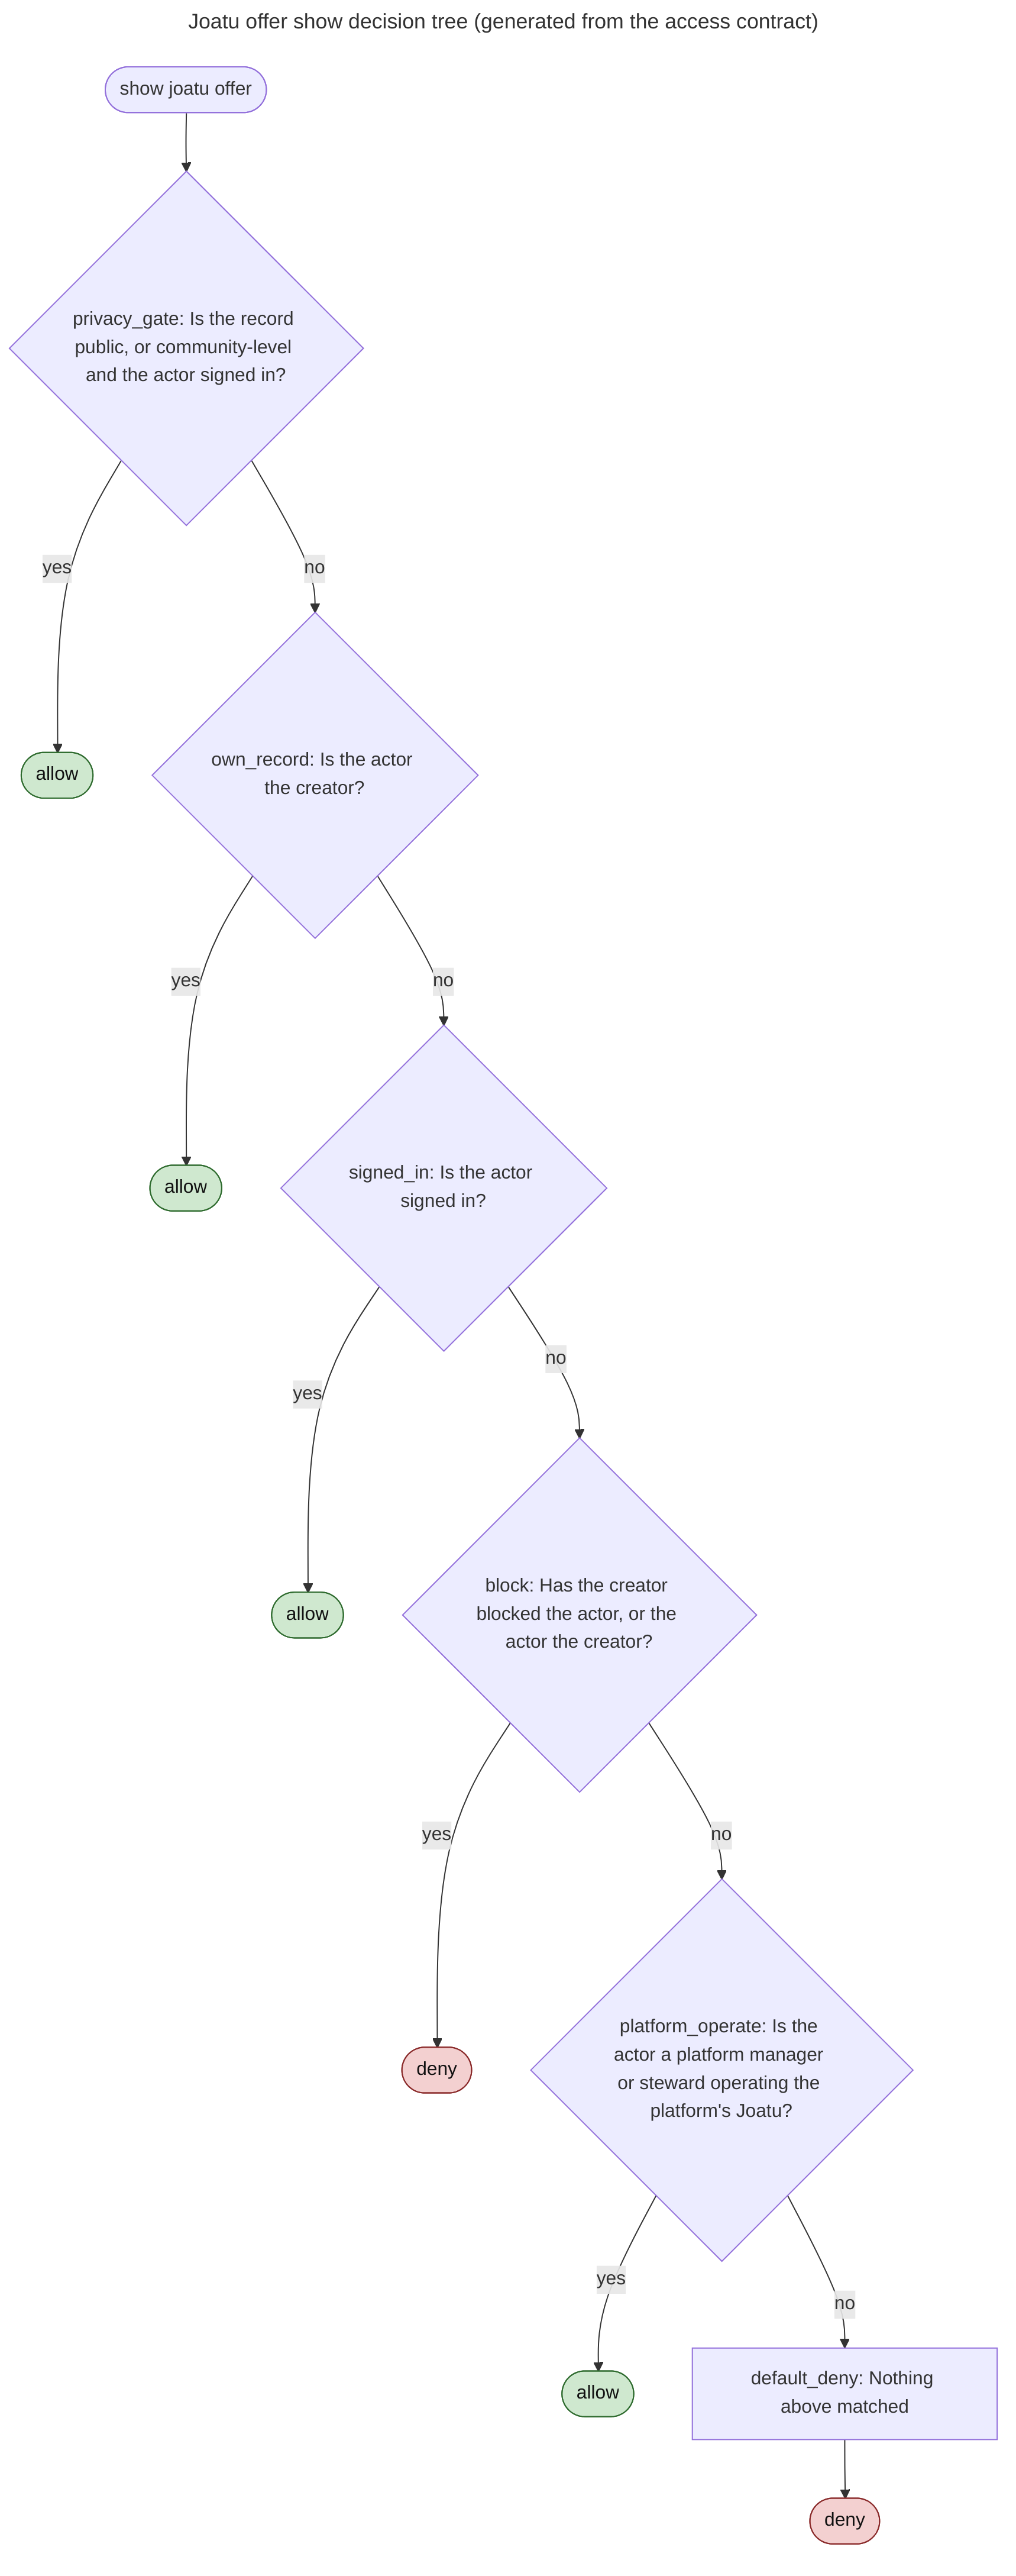 Joatu offer show decision tree (generated from the access contract)
show joatu offer
privacy_gate: Is the record
public, or community-level
and the actor signed in?
yes
no
allow
own_record: Is the actor
the creator?
yes
no
allow
signed_in: Is the actor
signed in?
yes
no
allow
block: Has the creator
blocked the actor, or the
actor the creator?
yes
no
deny
platform_operate: Is the
actor a platform manager
or steward operating the
platform's Joatu?
yes
no
allow
default_deny: Nothing
above matched
deny